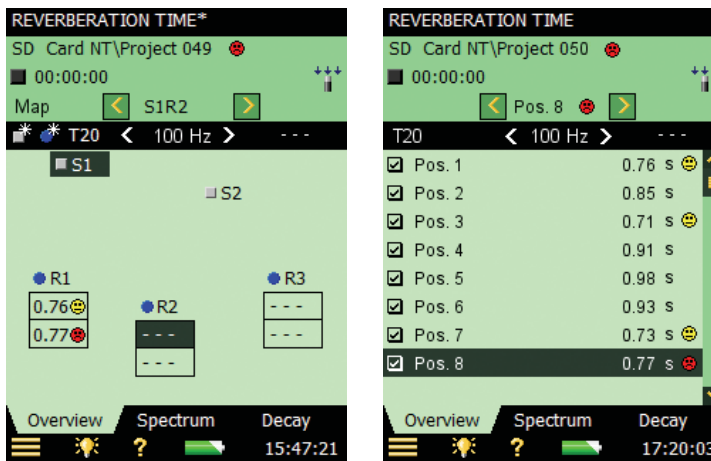 REVERBERATION TIME*
SD Card NT\Project 049
00:00:00
Map < S1R2 >
T20 < 100 Hz > - - -
S1
S2
R1
R3
0.76
R2
- - -
0.77
- - -
- - -
- - -
Overview Spectrum Decay
? 15:47:21
REVERBERATION TIME
SD Card NT\Project 050
00:00:00
< Pos. 8 >
T20 < 100 Hz > - - -
Pos. 1 0.76 s
Pos. 2 0.85 s
Pos. 3 0.71 s
Pos. 4 0.91 s
Pos. 5 0.98 s
Pos. 6 0.93 s
Pos. 7 0.73 s
Pos. 8 0.77 s
Overview Spectrum Decay
? 17:20:03